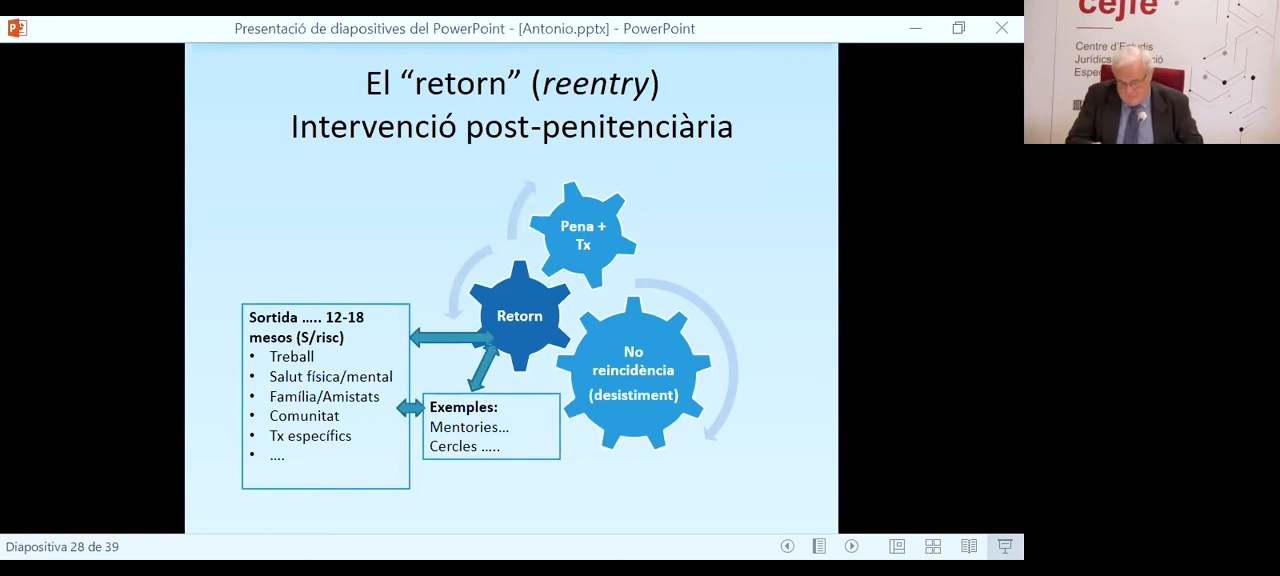 Presentació de diapositives del PowerPoint - [Antonio.pptx] - PowerPoint
El “retorn” (reentry)
Intervenció post-penitenciària
Pena +
Tx
Retorn
No
reincidència
(desistiment)
Sortida ….. 12-18
mesos (S/risc)
• Treball
• Salut física/mental
• Família/Amistats
• Comunitat
• Tx específics
• ….
Exemples:
Mentories…
Cercles …..
Diapositiva 28 de 39
cejfe
Centre d'Estudis
Jurídics
Espec